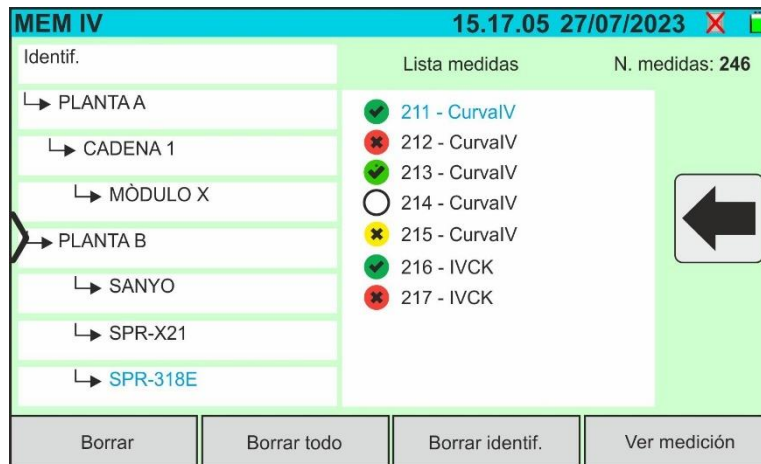 MEM IV 15.17.05 27/07/2023
Identif.
PLANTA A
CADENA 1
MÒDULO X
PLANTA B
SANYO
SPR-X21
SPR-318E
Lista medidas N. medidas: 246
211 - CurvaIV
212 - CurvaIV
213 - CurvaIV
214 - CurvaIV
215 - CurvaIV
216 - IVCK
217 - IVCK
Borrar Borrar todo Borrar identif. Ver medición